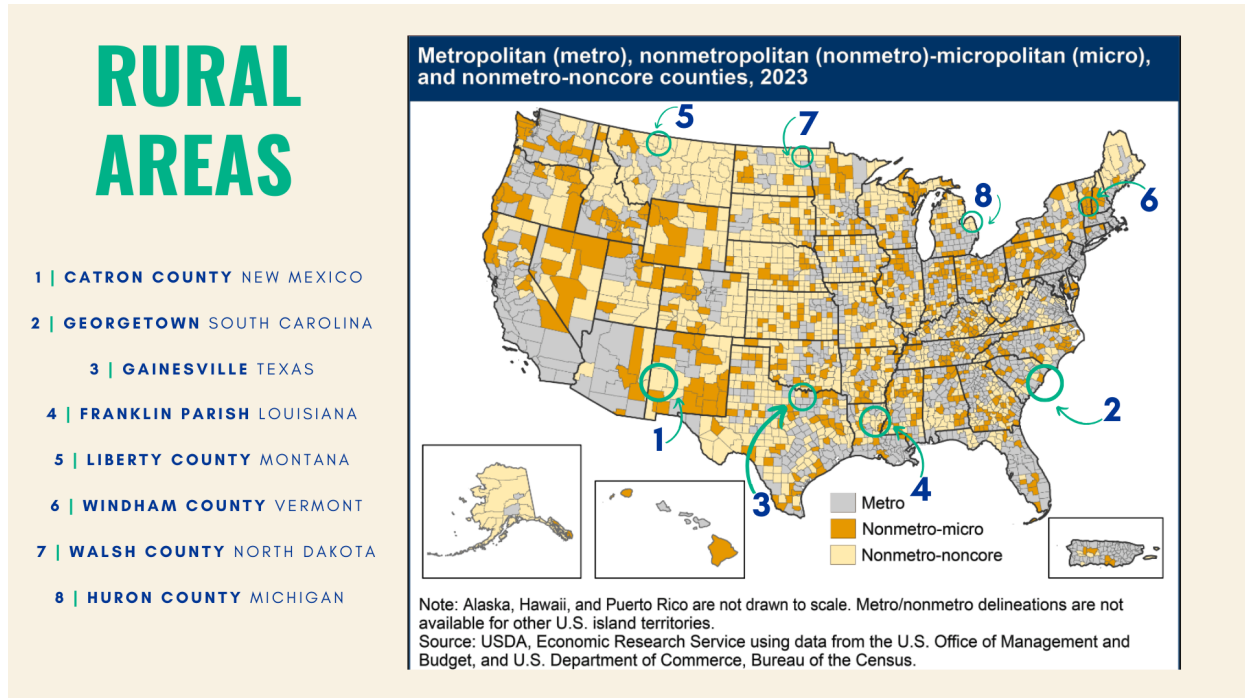 RURAL
AREAS
1 | CATRON COUNTY NEW MEXICO
2 | GEORGETOWN SOUTH CAROLINA
3 | GAINESVILLE TEXAS
4 | FRANKLIN PARISH LOUISIANA
5 | LIBERTY COUNTY MONTANA
6 | WINDHAM COUNTY VERMONT
7 | WALSH COUNTY NORTH DAKOTA
8 | HURON COUNTY MICHIGAN
Metropolitan (metro), nonmetropolitan (nonmetro)-micropolitan (micro),
and nonmetro-noncore counties, 2023
5
7
8
6
1
2
3
4
Metro
Nonmetro-micro
Nonmetro-noncore
Note: Alaska, Hawaii, and Puerto Rico are not drawn to scale. Metro/nonmetro delineations are not
available for other U.S. island territories.
Source: USDA, Economic Research Service using data from the U.S. Office of Management and
Budget, and U.S. Department of Commerce, Bureau of the Census.